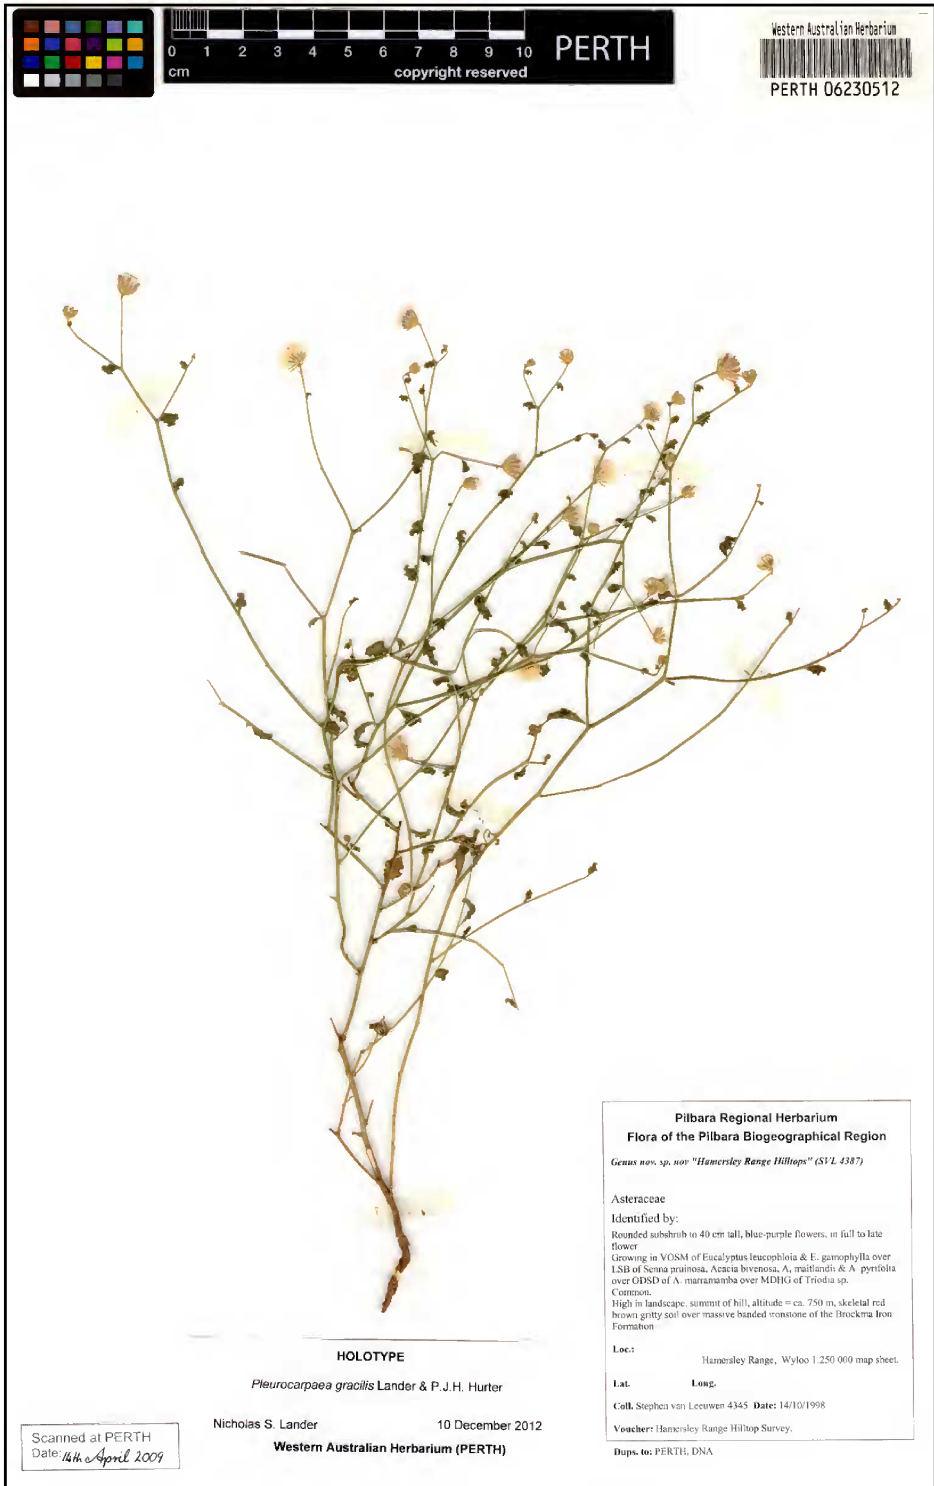 0 1 2 3 4 5 6 7 8 9 10
cm
copyright reserved
PERTH
Western Australian Herbarium
PERTH 06230512
Pilbara Regional Herbarium
Flora of the Pilbara Biogeographical Region
Genus nov. sp. nov "Hamersley Range Hilltops" (SVL 4387)
Asteraceae
Identified by:
Rounded subshrub to 40 cm tall, blue-purple flowers, in full to late
flower
Growing in VOSM of Eucalyptus leucophloia & E. gamophylla over
LSB of Senna pruinosa, Acacia bivenosa, A. maitlandii & A pyrifolia
over ODSD of A. marramamba over MDHG of Triodia sp.
Common.
High in landscape, summit of hill, altitude = ca. 750 m, skeletal red
brown gritty soil over massive banded ironstone of the Brockma Iron
Formation
Loc.:
Hamersley Range, Wyloo 1:250 000 map sheet.
Lat. Long.
Coll. Stephen van Leeuwen 4345 Date: 14/10/1998
Voucher: Hamersley Range Hilltop Survey.
Dups. to: PERTH, DNA
HOLOTYPE
Pleurocarpaea gracilis Lander & P.J.H. Hurter
Nicholas S. Lander 10 December 2012
Western Australian Herbarium (PERTH)
Scanned at PERTH
Date: 14th April 2009